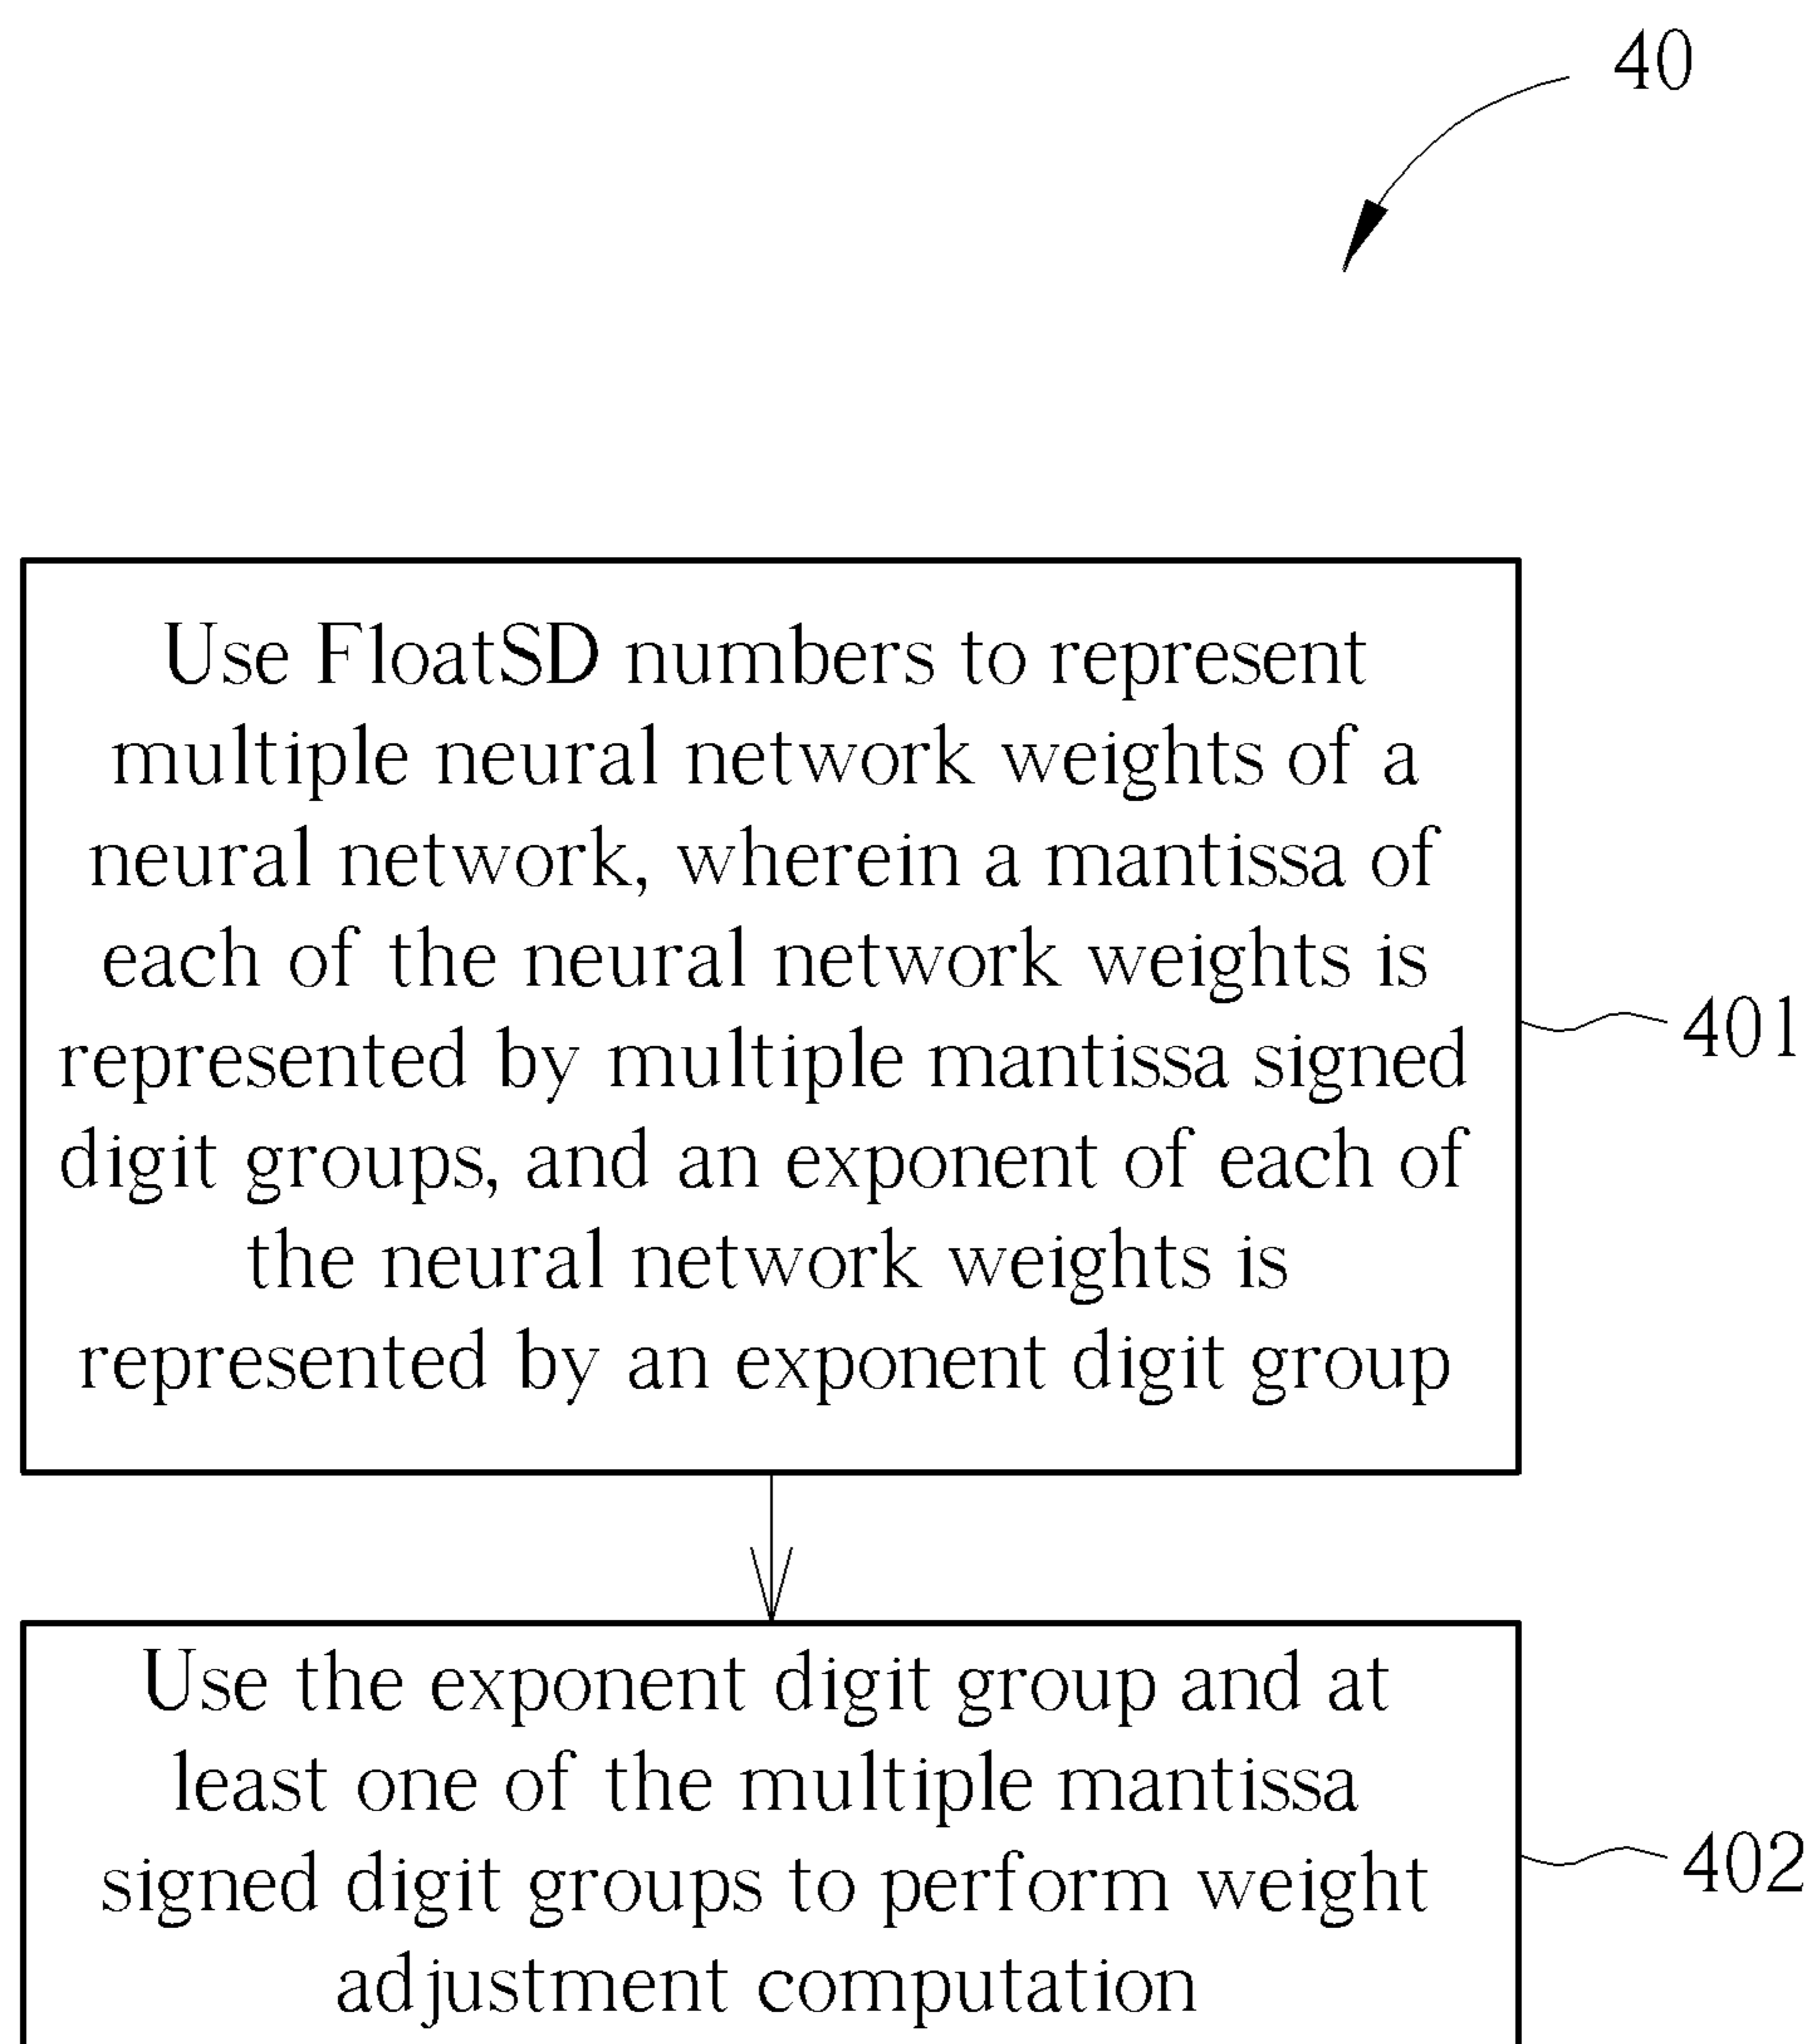 40
Use FloatSD numbers to represent
multiple neural network weights of a
neural network, wherein a mantissa of
each of the neural network weights is
represented by multiple mantissa signed
digit groups, and an exponent of each of
the neural network weights is
represented by an exponent digit group
401
Use the exponent digit group and at
least one of the multiple mantissa
signed digit groups to perform weight
adjustment computation
402